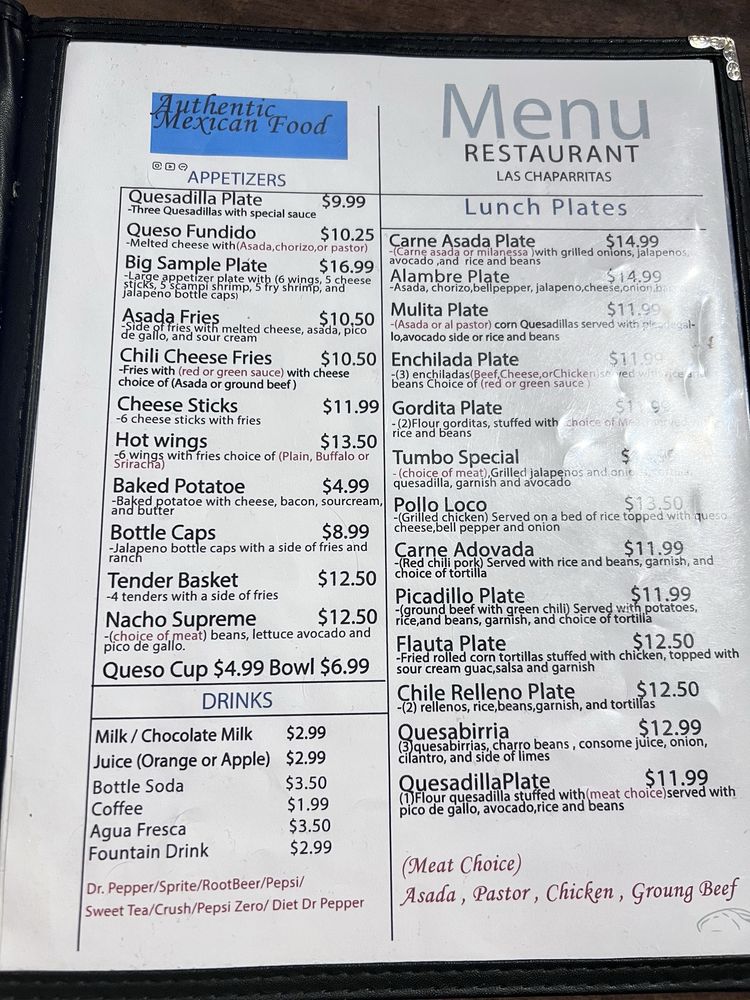 Authentic
Mexican Food
APPETIZERS
Quesadilla Plate $9.99
-Three Quesadillas with special sauce
Queso Fundido $10.25
-Melted cheese with(Asada,chorizo,or pastor)
Big Sample Plate $16.99
-Large appetizer plate with (6 wings, 5 cheese
sticks, 5 scampi shrimp, 5 fry shrimp, and
jalapeno bottle caps)
Asada Fries $10,50
-Side of fries with melted cheese, asada, pico
de gallo, and sour cream
Chili Cheese Fries $10.50
-Fries with (red or green sauce) with cheese
choice of (Asada or ground beef )
Cheese Sticks $11.99
-6 cheese sticks with fries
Hot wings $13.50
-6 wings with fries choice of (Plain, Buffalo or
Sriracha)
Baked Potatoe $4.99
-Baked potatoe with cheese, bacon, sourcream,
and butter
Bottle Caps $8.99
-Jalapeno bottle caps with a side of fries and
ranch
Tender Basket $12.50
-4 tenders with a side of fries
Nacho Supreme $12.50
-(choice of meat) beans, lettuce avocado and
pico de gallo.
Queso Cup $4.99 Bowl $6.99
DRINKS
Milk / Chocolate Milk $2.99
Juice (Orange or Apple) $2.99
Bottle Soda $3.50
Coffee $1.99
Agua Fresca $3.50
Fountain Drink $2.99
Dr. Pepper/Sprite/RootBeer/Pepsi/
Sweet Tea/Crush/Pepsi Zero/ Diet Dr Pepper
Menu
RESTAURANT
LAS CHAPARRITAS
Lunch Plates
Carne Asada Plate $14.99
-(Carne asada or milanessa )with grilled onions, jalapenos,
avocado ,and rice and beans
Alambre Plate $14.99
-Asada, chorizo,bellpepper, jalapeno,cheese,onion,
Mulita Plate $11.99
-(Asada or al pastor) corn Quesadillas served with
lo,avocado side or rice and beans
Enchilada Plate $11.99
-(3) enchiladas(Beef,Cheese,orChicken)served with rice and
beans Choice of (red or green sauce )
Gordita Plate $11.99
-(2)Flour gorditas, stuffed with choice of
rice and beans
Tumbo Special
-(choice of meat),Grilled jalapenos and
quesadilla, garnish and avocado
Pollo Loco $13.50
-(Grilled chicken) Served on a bed of rice topped with queso
cheese,bell pepper and onion
Carne Adovada $11.99
-(Red chili pork) Served with rice and beans, garnish, and
choice of tortilla
Picadillo Plate $11.99
-(ground beef with green chili) Served with potatoes,
rice,and beans, garnish, and choice of tortilla
Flauta Plate $12.50
-Fried rolled corn tortillas stuffed with chicken, topped with
sour cream guac,salsa and garnish
Chile Relleno Plate $12.50
-(2) rellenos, rice,beans,garnish, and tortillas
Quesabirria $12.99
(3)quesabirrias, charro beans , consome juice, onion,
cilantro, and side of limes
QuesadillaPlate $11.99
(1)Flour quesadilla stuffed with(meat choice)served with
pico de gallo, avocado,rice and beans
(Meat Choice)
Asada , Pastor , Chicken , Groung Beef